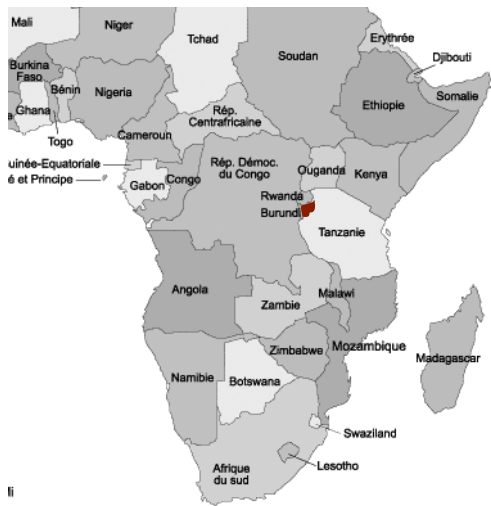 Mali
Niger
Tchad
Soudan
Erythrée
Djibouti
Burkina
Faso
Bénin
Nigeria
Ghana
Togo
Rép.
Centrafricaine
Ethiopie
Somalie
Cameroun
uinée-Equatoriale
é et Principe
Gabon
Congo
Rép. Démoc.
du Congo
Ouganda
Kenya
Rwanda
Burundi
Tanzanie
Angola
Zambie
Malawi
Mozambique
Zimbabwe
Madagascar
Namibie
Botswana
Swaziland
Lesotho
Afrique
du sud